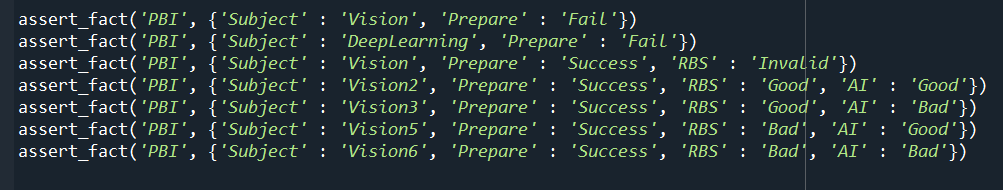 assert_fact('PBI', {'Subject' : 'Vision', 'Prepare' : 'Fail'})
assert_fact('PBI', {'Subject' : 'DeepLearning', 'Prepare' : 'Fail'})
assert_fact('PBI', {'Subject' : 'Vision', 'Prepare' : 'Success', 'RBS' : 'Invalid'})
assert_fact('PBI', {'Subject' : 'Vision2', 'Prepare' : 'Success', 'RBS' : 'Good', 'AI' : 'Good'})
assert_fact('PBI', {'Subject' : 'Vision3', 'Prepare' : 'Success', 'RBS' : 'Good', 'AI' : 'Bad'})
assert_fact('PBI', {'Subject' : 'Vision5', 'Prepare' : 'Success', 'RBS' : 'Bad', 'AI' : 'Good'})
assert_fact('PBI', {'Subject' : 'Vision6', 'Prepare' : 'Success', 'RBS' : 'Bad', 'AI' : 'Bad'})